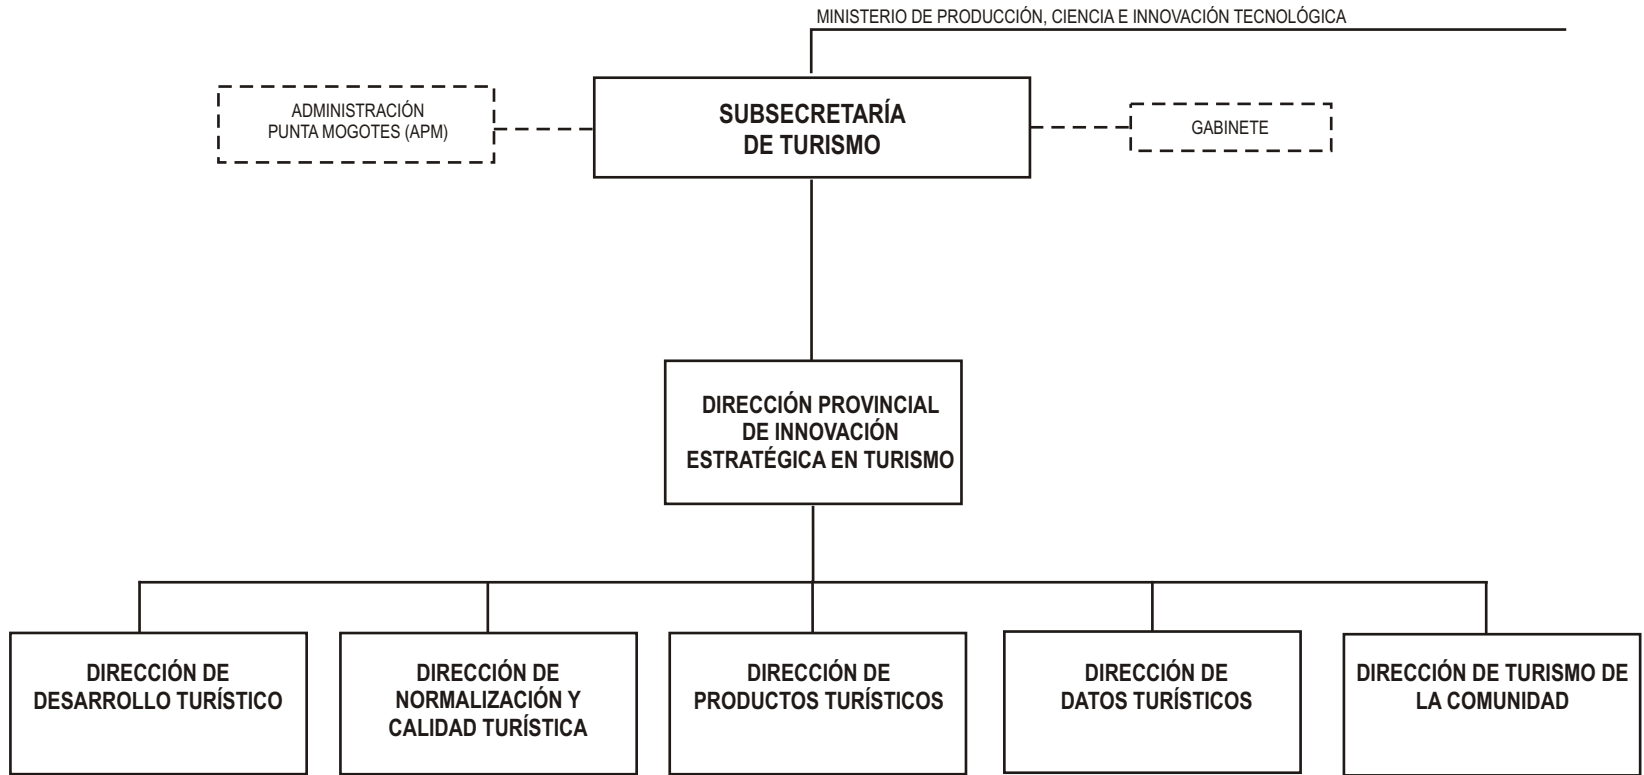 MINISTERIO DE PRODUCCIÓN, CIENCIA E INNOVACIÓN TECNOLÓGICA
ADMINISTRACIÓN
PUNTA MOGOTES (APM)
SUBSECRETARÍA
DE TURISMO
GABINETE
DIRECCIÓN PROVINCIAL
DE INNOVACIÓN
ESTRATÉGICA EN TURISMO
DIRECCIÓN DE
DESARROLLO TURÍSTICO
DIRECCIÓN DE
NORMALIZACIÓN Y
CALIDAD TURÍSTICA
DIRECCIÓN DE
PRODUCTOS TURÍSTICOS
DIRECCIÓN DE
DATOS TURÍSTICOS
DIRECCIÓN DE TURISMO DE
LA COMUNIDAD